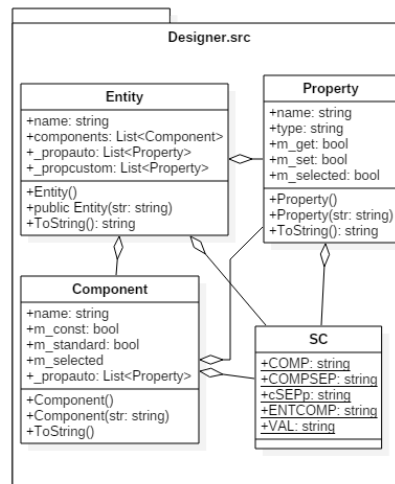 Designer.src
Entity
+name: string
+components: List<Component>
+_propauto: List<Property>
+_propcustom: List<Property>
+Entity()
+public Entity(str: string)
+ToString(): string
Property
+name: string
+type: string
+m_get: bool
+m_set: bool
+m_selected: bool
+Property()
+Property(str: string)
+ToString(): string
Component
+name: string
+m_const: bool
+m_standard: bool
+m_selected
+_propauto: List<Property>
+Component()
+Component(str: string)
+ToString()
SC
+COMP: string
+COMPSEP: string
+cSEPp: string
+ENTCOMP: string
+VAL: string